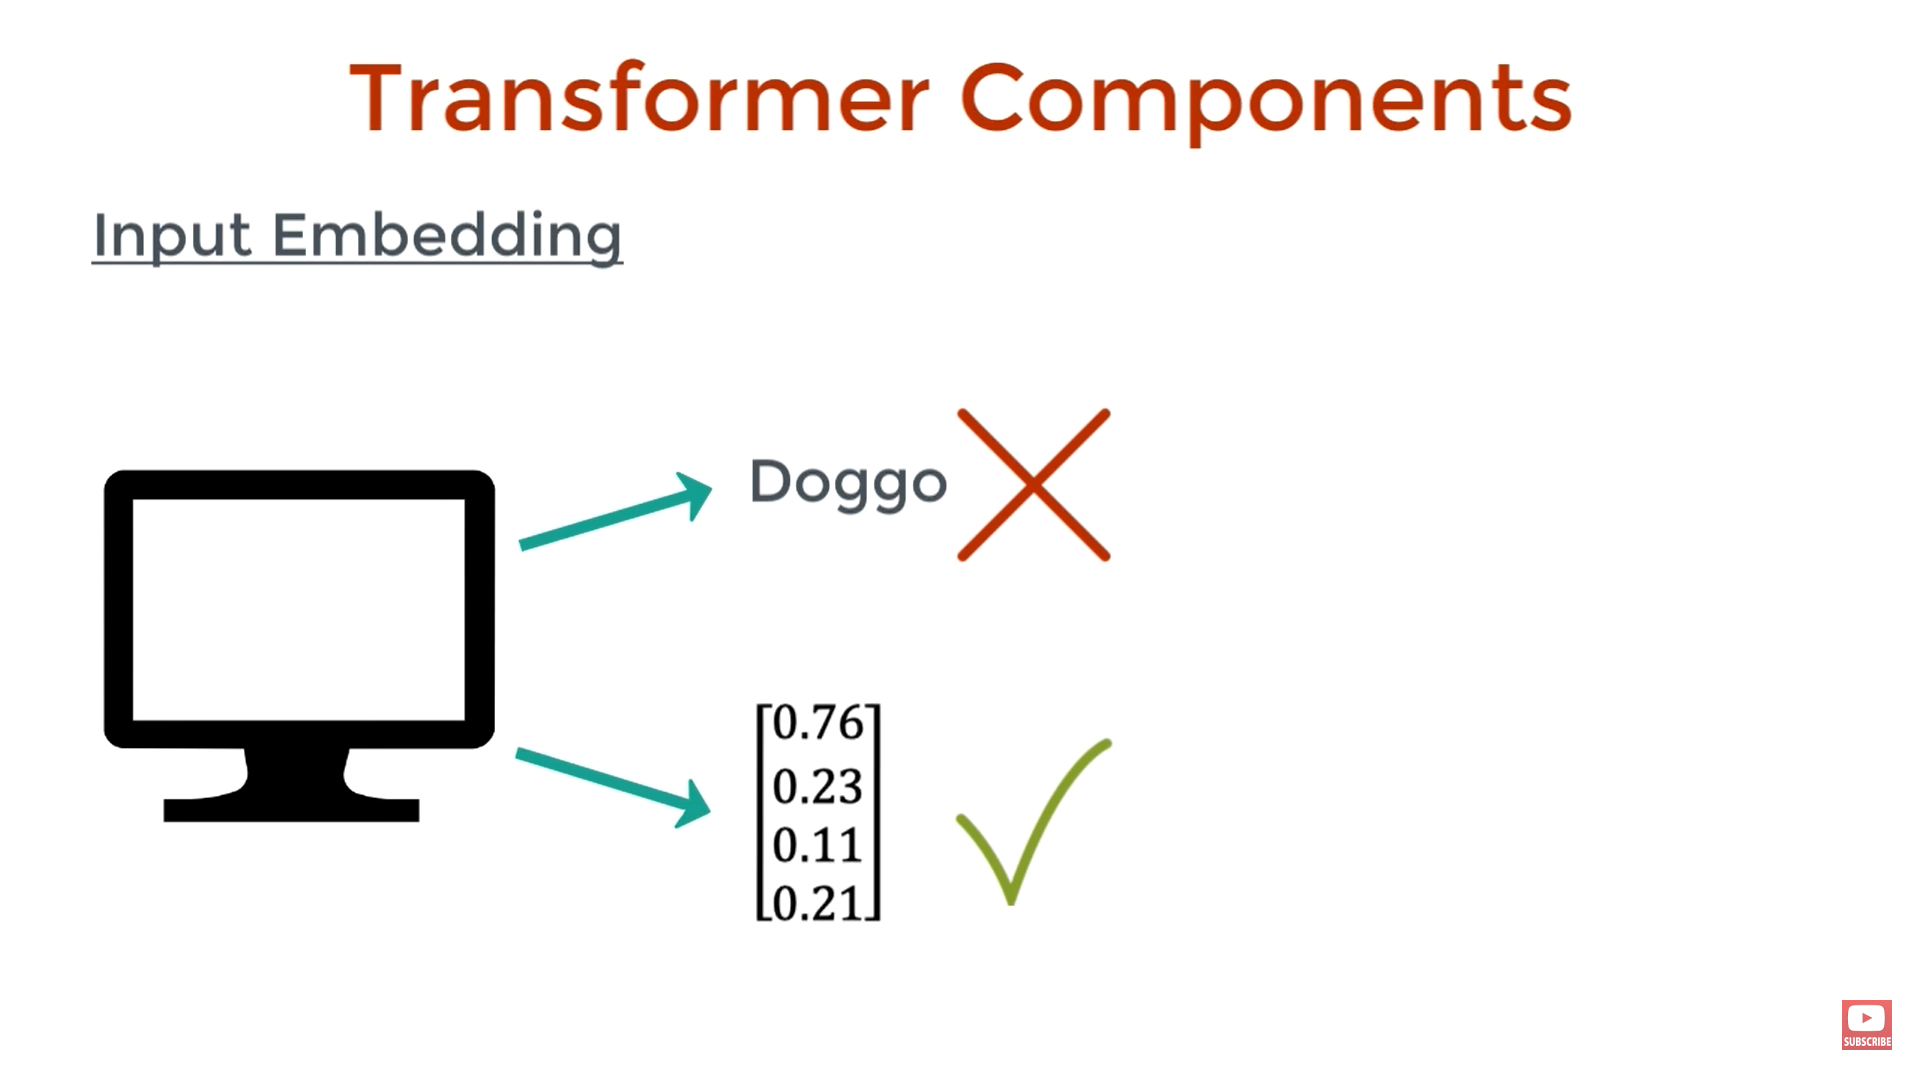 Transformer Components
Input Embedding
Doggo
0.76
0.23
0.11
0.21
SUBSCRIBE